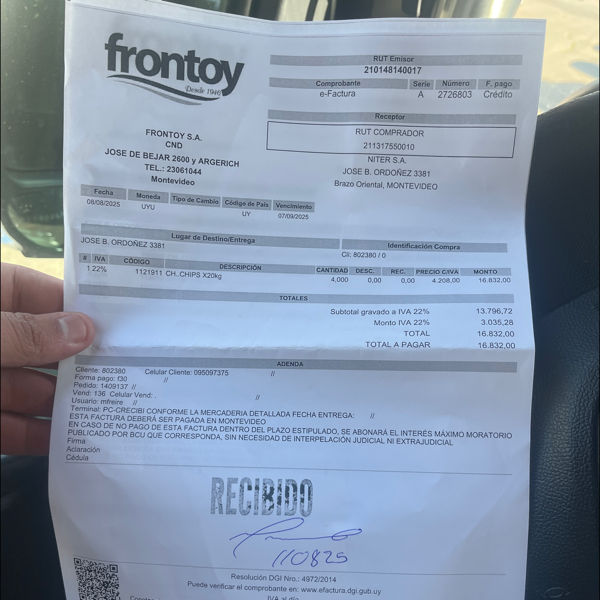 frontoy
Desde 1946
RUT Emisor
210148140017
Comprobante Serie Número F. pago
e-Factura A 2726803 Crédito
Receptor
RUT COMPRADOR
211317550010
NITER S.A.
JOSE B. ORDOÑEZ 3381
Brazo Oriental, MONTEVIDEO
FRONTOY S.A.
CND
JOSE DE BEJAR 2600 y ARGERICH
TEL.: 23061044
Montevideo
Fecha Moneda Tipo de Cambio Código de País Vencimiento
08/08/2025 UYU UY 07/09/2025
Lugar de Destino/Entrega Identificación Compra
JOSE B. ORDOÑEZ 3381 Cli: 802380 / 0
# IVA CÓDIGO DESCRIPCIÓN CANTIDAD DESC. REC. PRECIO C/IVA MONTO
1 22% 1121911 CH..CHIPS X20kg 4,000 0,00 0,00 4.208,00 16.832,00
TOTALES
Subtotal gravado a IVA 22% 13.796,72
Monto IVA 22% 3.035,28
TOTAL 16.832,00
TOTAL A PAGAR 16.832,00
ADENDA
Cliente: 802380 Celular Cliente: 095097375 //
Forma pago: f30 //
Pedido: 1409137 //
Vend: 136 Celular Vend: . //
Usuario: mfreire //
Terminal: PC-CRECIBI CONFORME LA MERCADERIA DETALLADA FECHA ENTREGA: //
ESTA FACTURA DEBERÁ SER PAGADA EN MONTEVIDEO
EN CASO DE NO PAGO DE ESTA FACTURA DENTRO DEL PLAZO ESTIPULADO, SE ABONARÁ EL INTERÉS MÁXIMO MORATORIO
PUBLICADO POR BCU QUE CORRESPONDA, SIN NECESIDAD DE INTERPELACIÓN JUDICIAL NI EXTRAJUDICIAL
Firma
Aclaración
Cédula
RECIBIDO
110825
Resolución DGI Nro.: 4972/2014
Puede verificar el comprobante en: www.efactura.dgi.gub.uy
IVA al día